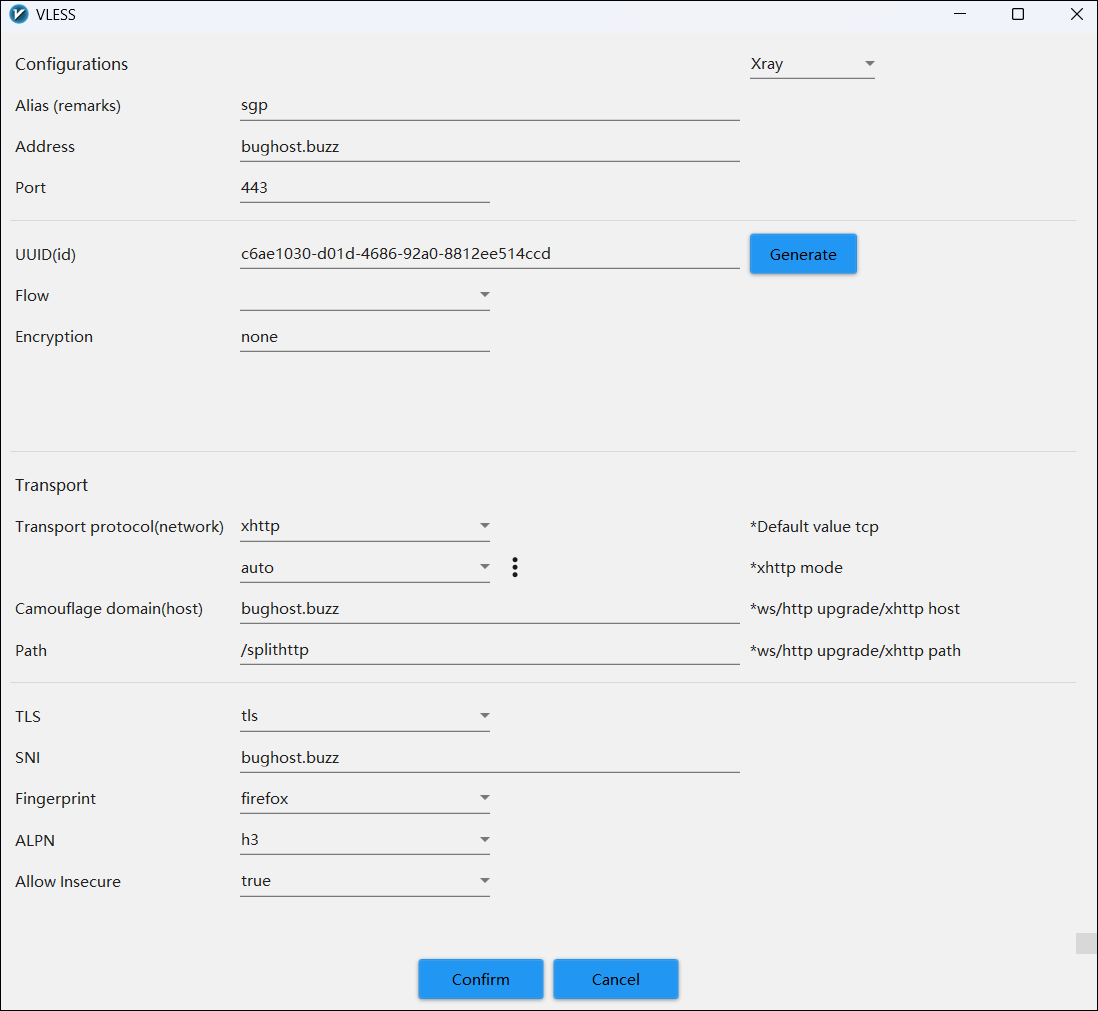 VLESS
Configurations Xray
Alias (remarks) sgp
Address bughost.buzz
Port 443
UUID(id) c6ae1030-d01d-4686-92a0-8812ee514ccd Generate
Flow
Encryption none
Transport
Transport protocol(network) xhttp *Default value tcp
auto *xhttp mode
Camouflage domain(host) bughost.buzz *ws/http upgrade/xhttp host
Path /splithttp *ws/http upgrade/xhttp path
TLS tls
SNI bughost.buzz
Fingerprint firefox
ALPN h3
Allow Insecure true
Confirm Cancel